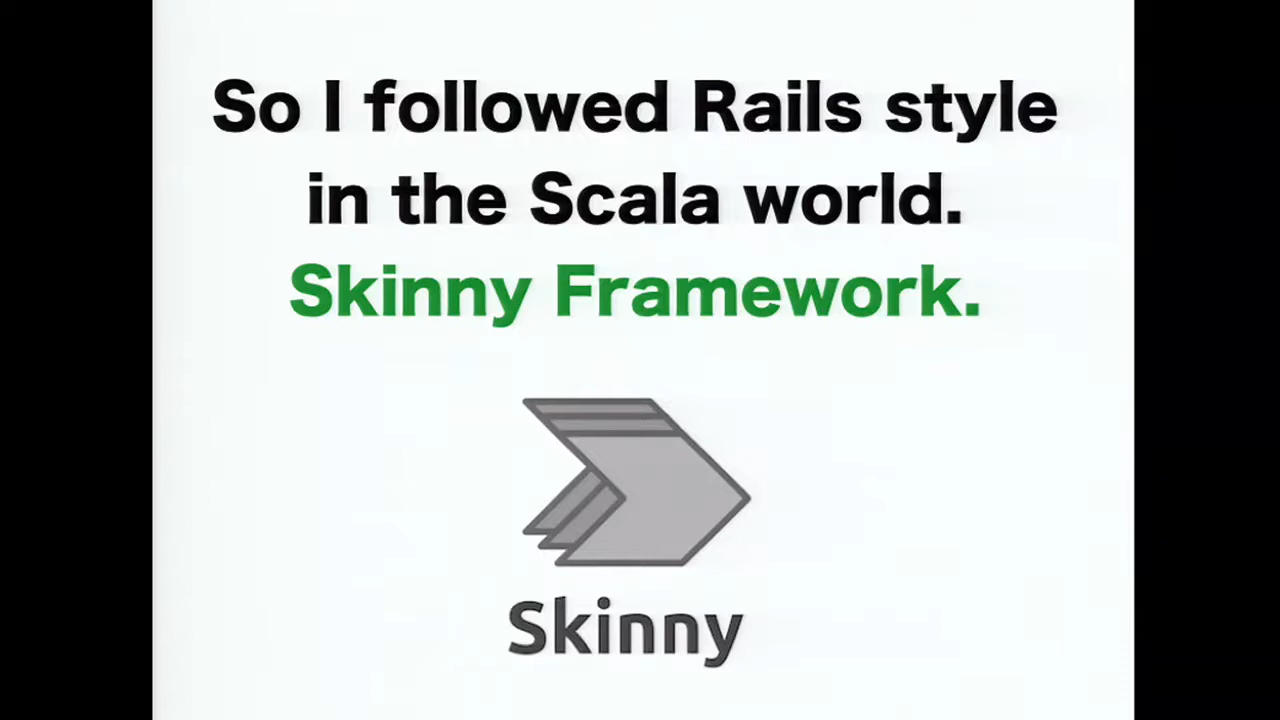 So I followed Rails style
in the Scala world.
Skinny Framework.
Skinny